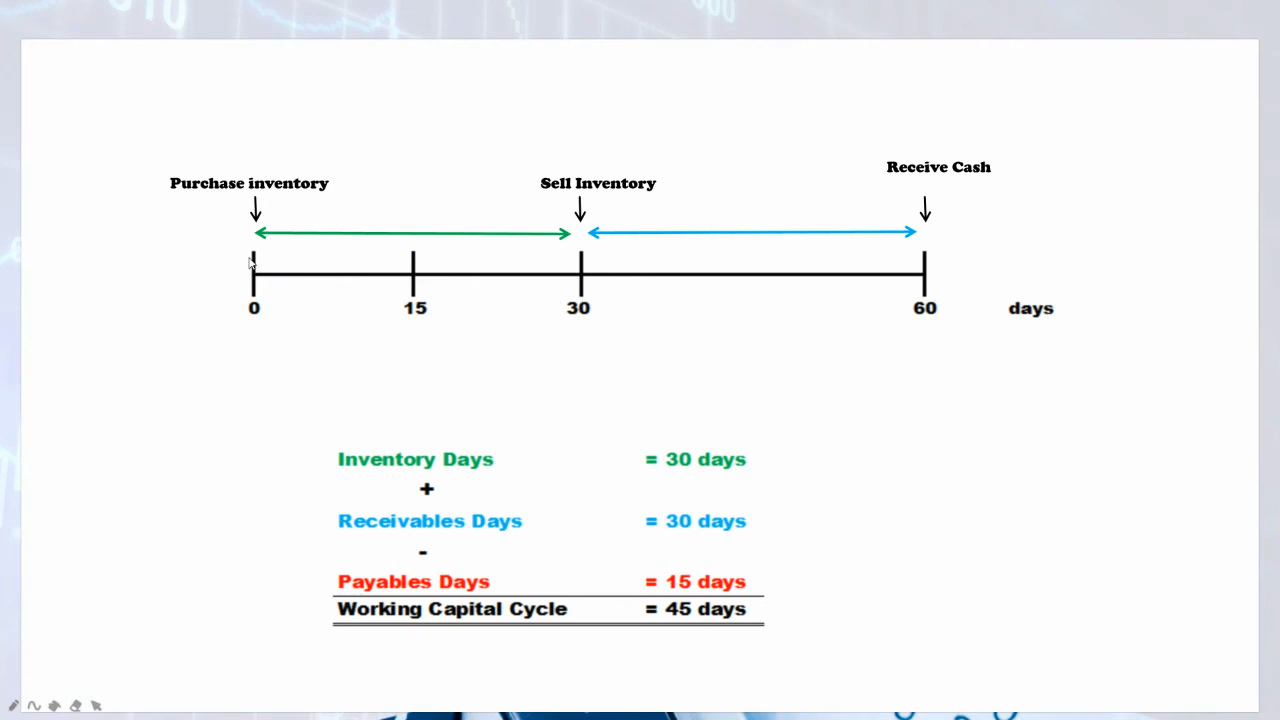 Receive Cash
Purchase inventory Sell Inventory
0 15 30 60 days
Inventory Days = 30 days
+
Receivables Days = 30 days
-
Payables Days = 15 days
Working Capital Cycle = 45 days